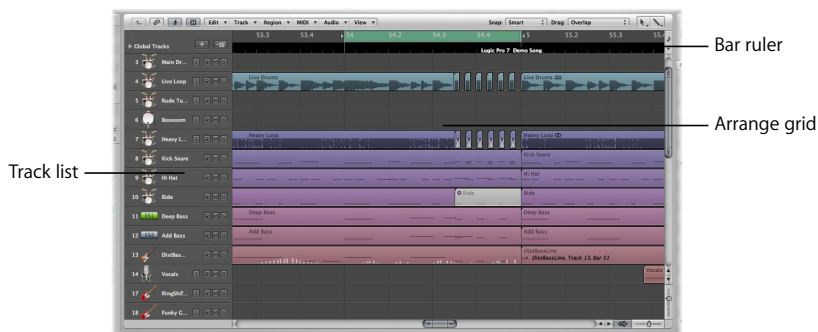 Edit Track Region MIDI Audio View Snap: Smart Drag: Overlap
53.3 53.4 54 54.2 54.3 54.4 55 55.2 55.3 55.4
Global Tracks
Logic Pro 7 Demo Song
Bar ruler
3 Main Dr...
4 Live Loop
Live Drums
Live Drums
5 Rude Tu...
6 Booooom
Arrange grid
7 Heavy L...
Heavy Loop
Heavy Loop
8 Kick Snare
Kick Snare
Track list
9 Hi Hat
Hi Hat
10 Ride
Ride
Ride
11 Deep Bass
Deep Bass
Deep Bass
12 Add Bass
Add Bass
Add Bass
13 DistBas...
DistBassLine
DistBassLine, Track 13, Bar 51
14 Vocals
Vocals
17 RingShif...
18 Funky G...